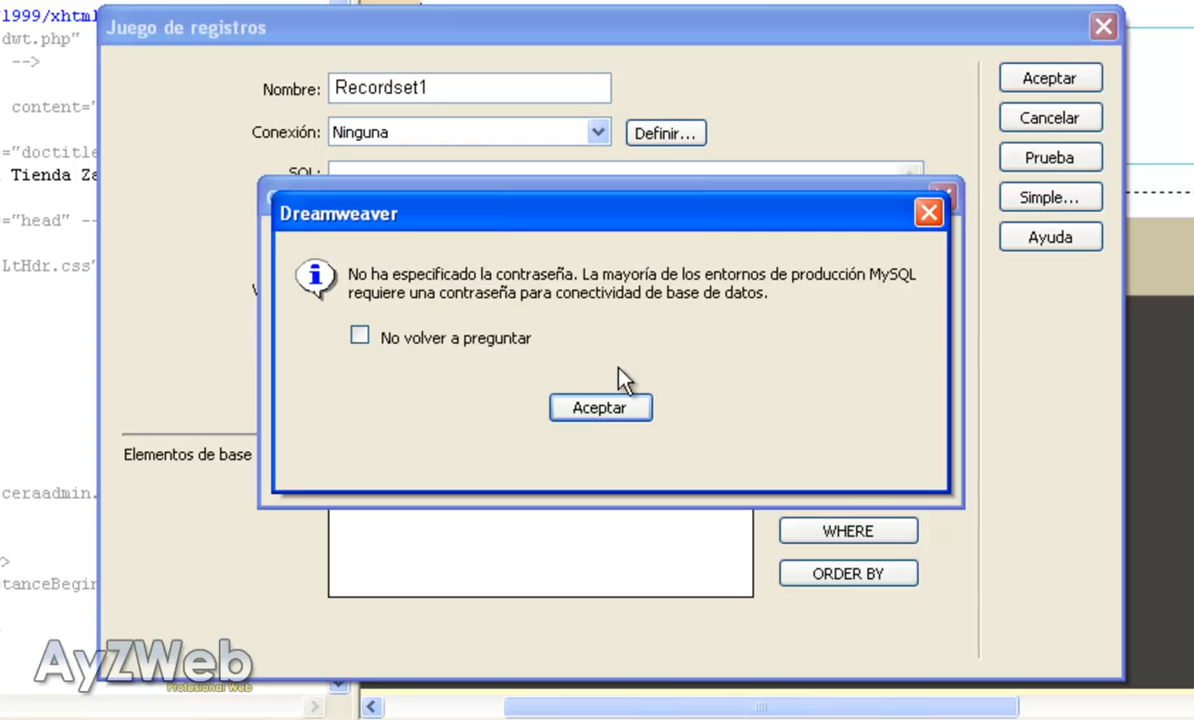 1999/xhtml
Juego de registros
dwt.php"
-->
Nombre: Recordset1
Aceptar
content="
Cancelar
Conexión: Ninguna
Definir...
="doctitle
Prueba
Tienda Za
SQL:
Simple...
Dreamweaver
="head" --
Ayuda
LtHdr.css"
No ha especificado la contraseña. La mayoría de los entornos de producción MySQL
requiere una contraseña para conectividad de base de datos.
No volver a preguntar
Aceptar
Elementos de base
ceraadmin.
WHERE
ORDER BY
tanceBegin
AyZWeb
Profesional Web